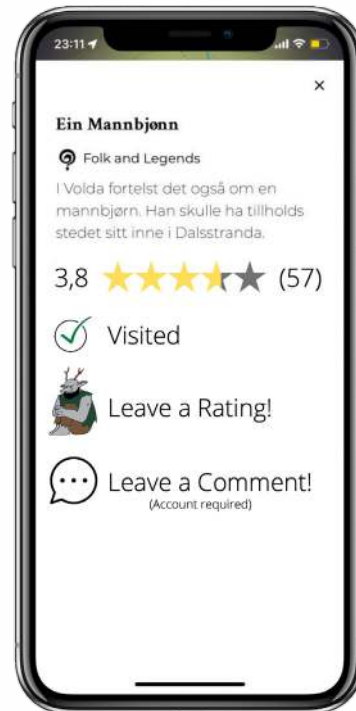 23:11
Ein Mannbjønn
Folk and Legends
I Volda fortelst det også om en
mannbjørn. Han skulle ha tillholds
stedet sitt inne i Dalsstranda.
3,8 (57)
Visited
Leave a Rating!
Leave a Comment!
(Account required)